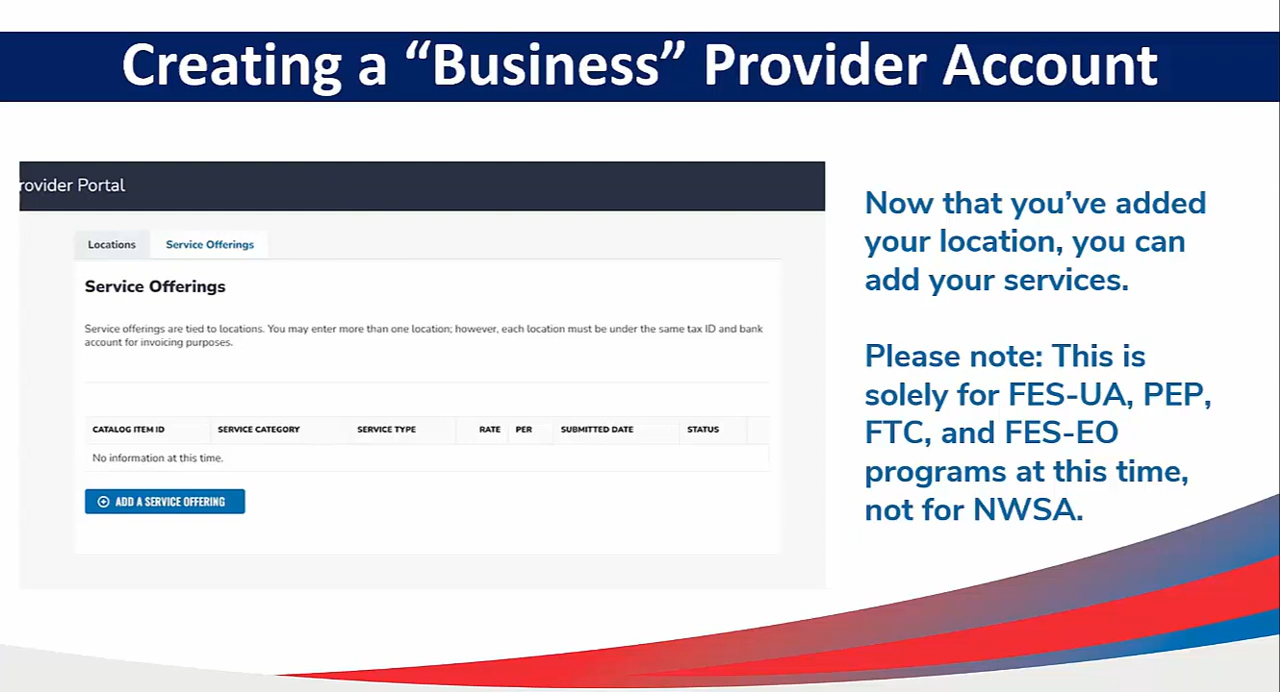 Creating a “Business” Provider Account
rovider Portal
Locations
Service Offerings
Service Offerings
Service offerings are tied to locations. You may enter more than one location; however, each location must be under the same tax ID and bank
account for invoicing purposes.
CATALOG ITEM ID SERVICE CATEGORY SERVICE TYPE RATE PER SUBMITTED DATE STATUS
No information at this time.
ADD A SERVICE OFFERING
Now that you’ve added
your location, you can
add your services.
Please note: This is
solely for FES-UA, PEP,
FTC, and FES-EO
programs at this time,
not for NWSA.